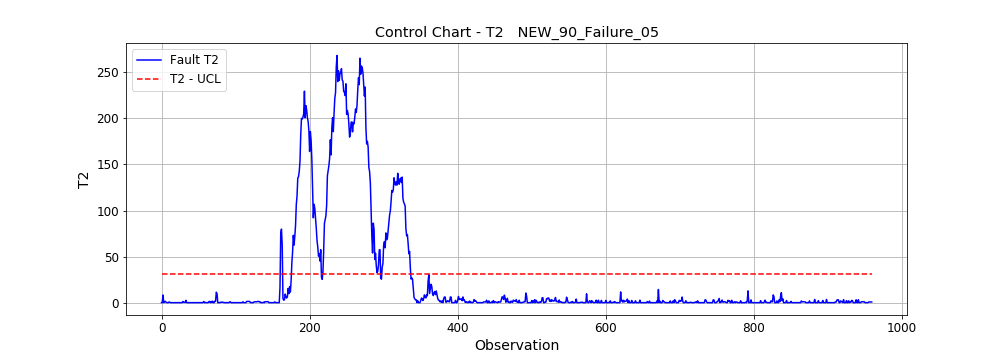 Control Chart - T2   NEW_90_Failure_05
Fault T2
T2 - UCL
250
200
150
100
50
0
T2
0 200 400 600 800 1000
Observation